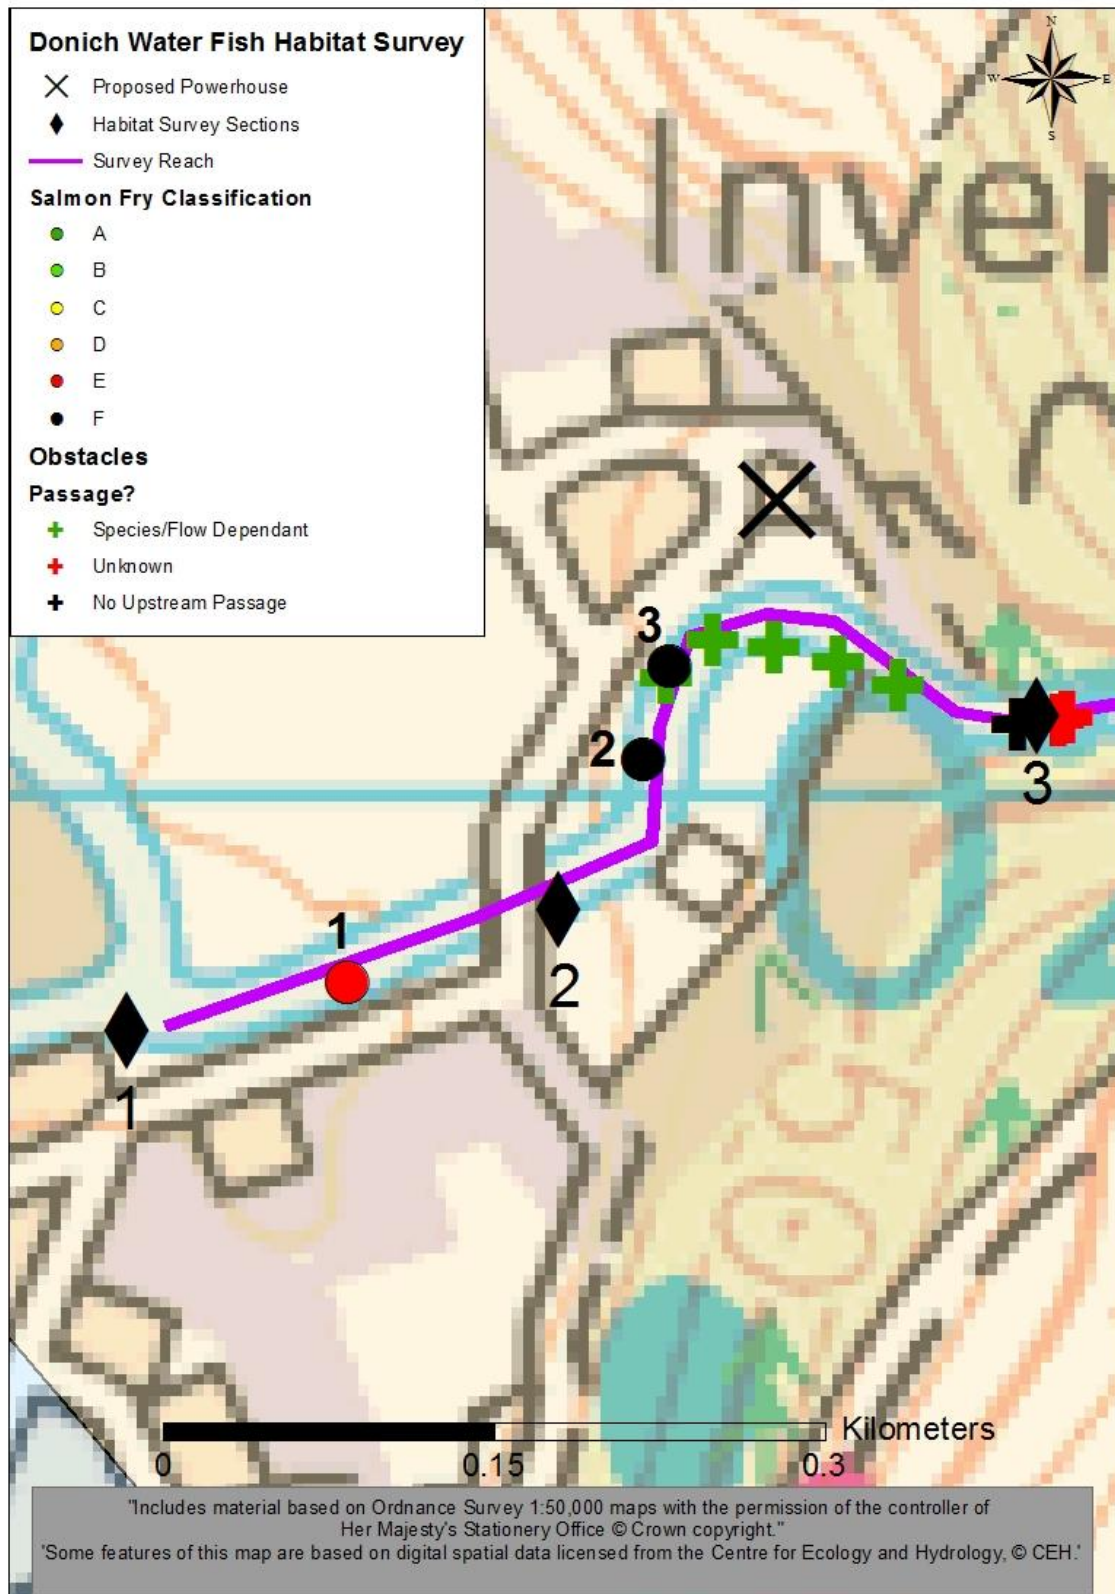 Donich Water Fish Habitat Survey
Proposed Powerhouse
Habitat Survey Sections
Survey Reach
Salmon Fry Classification
A
B
C
D
E
F
Obstacles
Passage?
Species/Flow Dependant
Unknown
No Upstream Passage
N
W E
S
Inver
3
2
3
1
2
1
Kilometers
0 0.15 0.3
"Includes material based on Ordnance Survey 1:50,000 maps with the permission of the controller of
Her Majesty's Stationery Office © Crown copyright."
'Some features of this map are based on digital spatial data licensed from the Centre for Ecology and Hydrology, © CEH.'